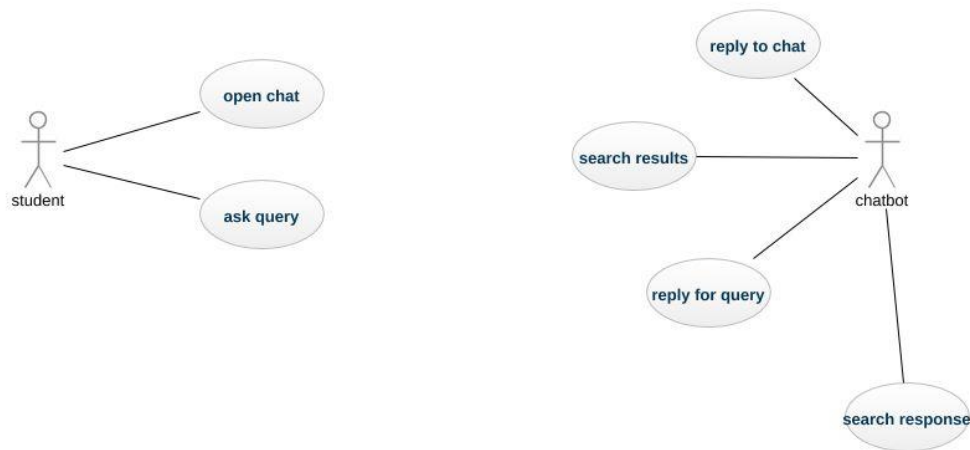 reply to chat
open chat
search results
student
chatbot
ask query
reply for query
search response